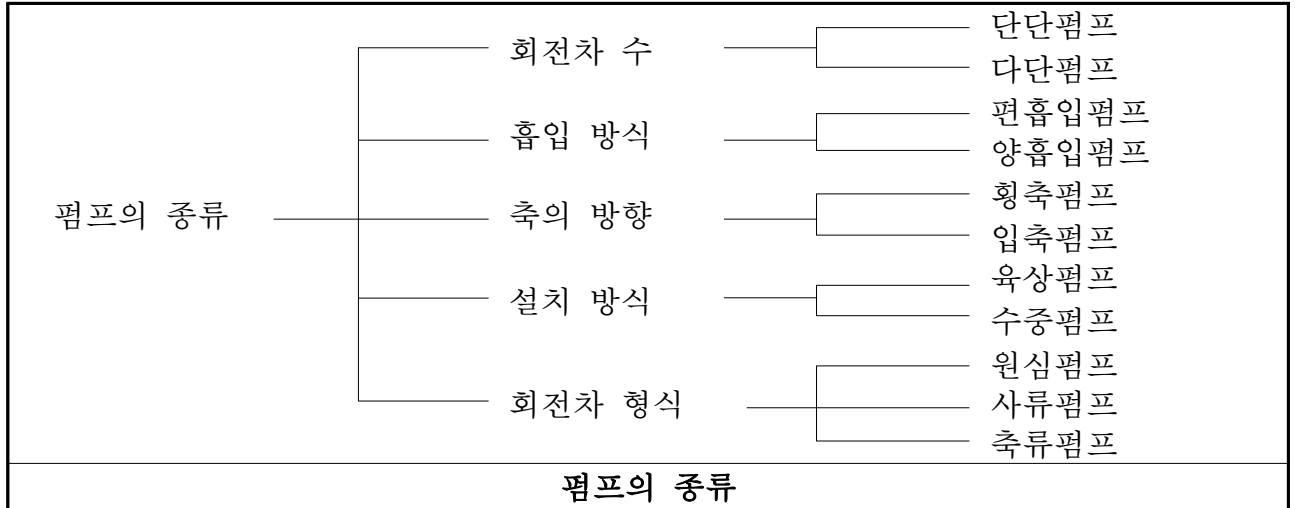 펌프의 종류
회전차 수
단단펌프
다단펌프
흡입 방식
편흡입펌프
양흡입펌프
축의 방향
횡축펌프
입축펌프
설치 방식
육상펌프
수중펌프
회전차 형식
원심펌프
사류펌프
축류펌프
펌프의 종류